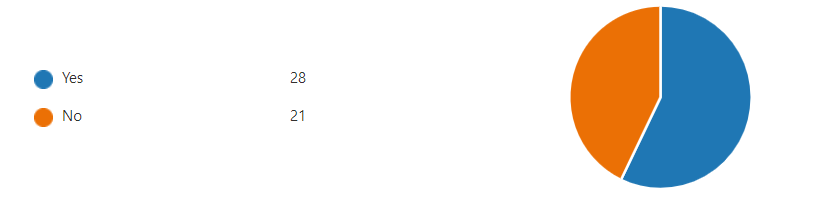 Yes 28
No 21